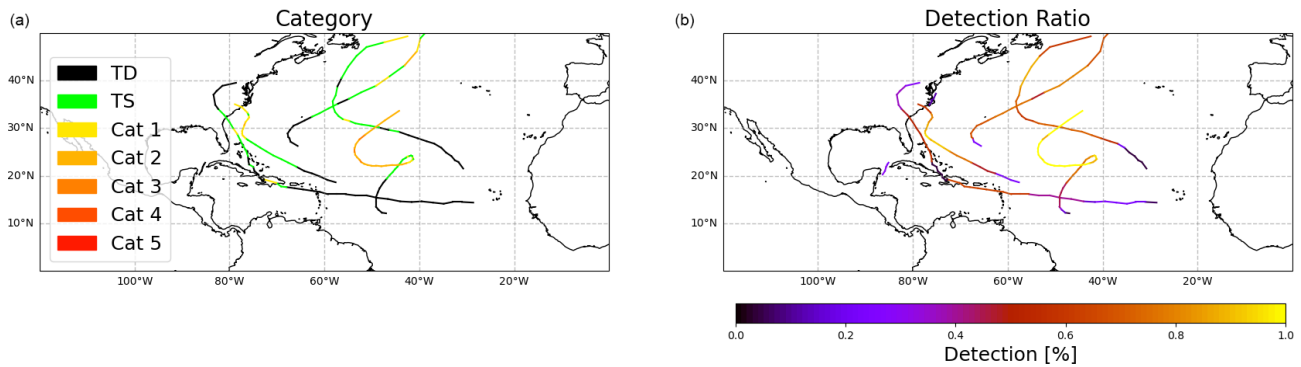 (a)
Category
40°N
30°N
20°N
10°N
100°W
80°W
60°W
40°W
20°W
TD
TS
Cat 1
Cat 2
Cat 3
Cat 4
Cat 5
(b)
Detection Ratio
40°N
30°N
20°N
10°N
100°W
80°W
60°W
40°W
20°W
0.0
0.2
0.4
0.6
0.8
1.0
Detection [%]